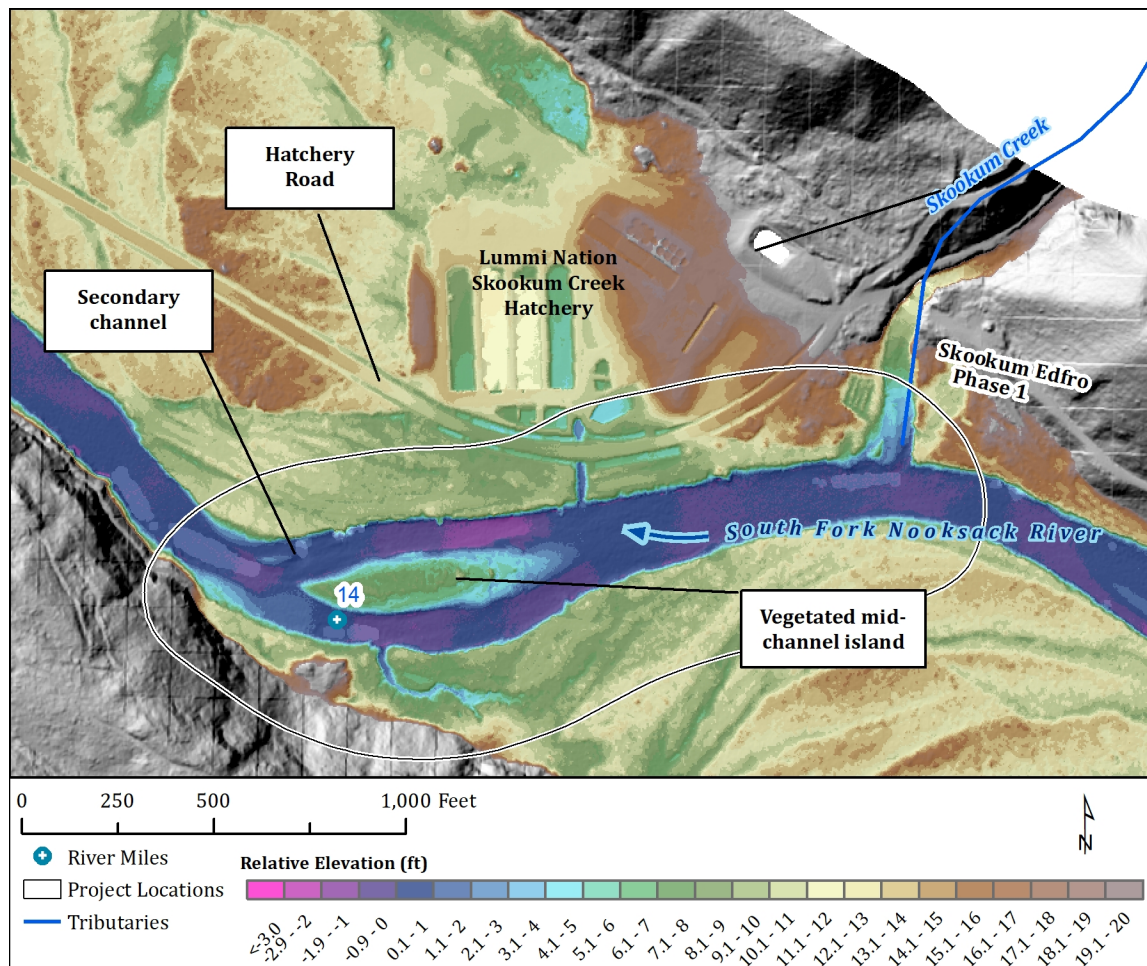 Hatchery
Road
Skookum Creek
Lummi Nation
Skookum Creek
Hatchery
Secondary
channel
Skookum Edfro
Phase 1
South Fork Nooksack River
14
Vegetated mid-
channel island
0 250 500 1,000 Feet
N
River Miles
Project Locations
Tributaries
Relative Elevation (ft)
<-3.0
-2.9 - -2
-1.9 - -1
-0.9 - 0
0.1 - 1
1.1 - 2
2.1 - 3
3.1 - 4
4.1 - 5
5.1 - 6
6.1 - 7
7.1 - 8
8.1 - 9
9.1 - 10
10.1 - 11
11.1 - 12
12.1 - 13
13.1 - 14
14.1 - 15
15.1 - 16
16.1 - 17
17.1 - 18
18.1 - 19
19.1 - 20